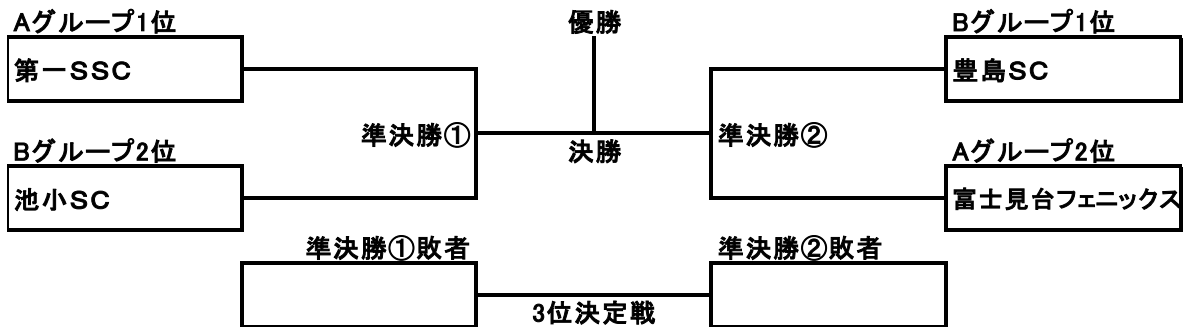 Aグループ1位
第一SSC
Bグループ2位
池小SC
準決勝①
優勝
決勝
準決勝②
Bグループ1位
豊島SC
Aグループ2位
富士見台フェニックス
準決勝①敗者
3位決定戦
準決勝②敗者